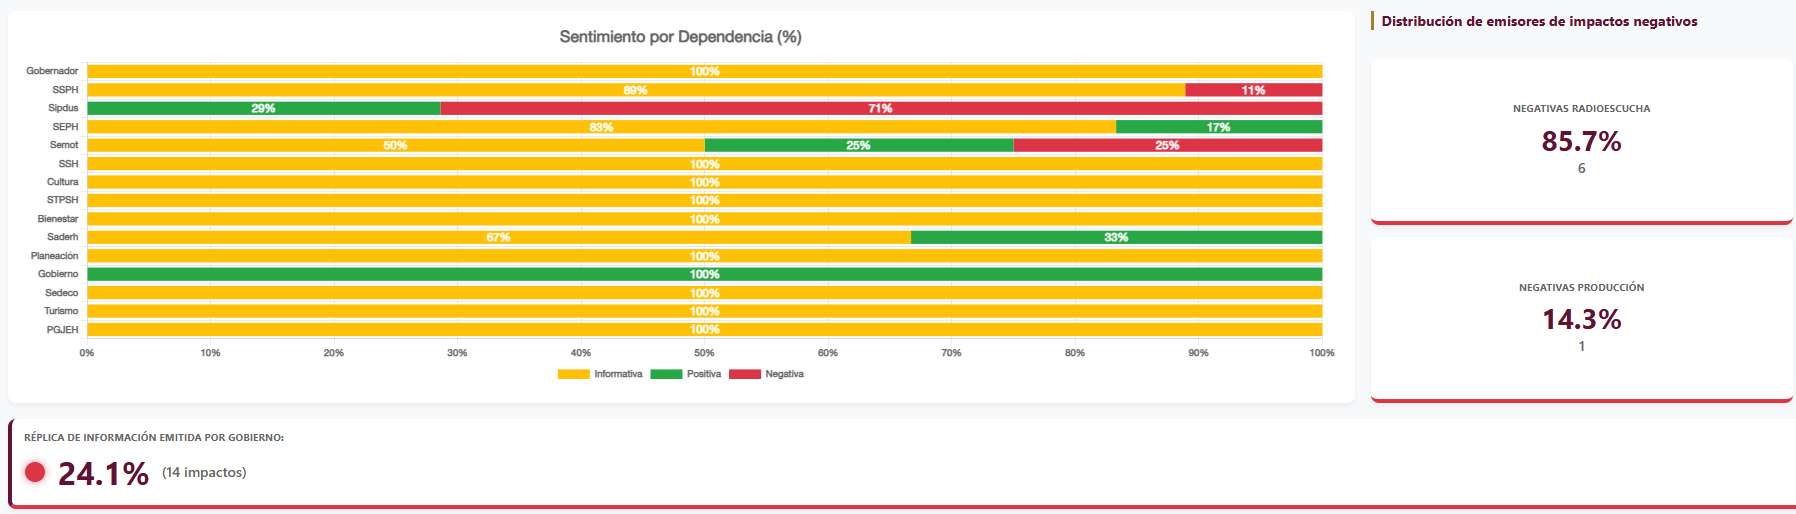 Sentimiento por Dependencia (%)
Gobernador 100%
SSPH 89% 11%
Sipdus 29% 71%
SEPH 83% 17%
Semot 50% 25% 25%
SSH 100%
Cultura 100%
STPSH 100%
Bienestar 100%
Saderh 67% 33%
Planeación 100%
Gobierno 100%
Sedeco 100%
Turismo 100%
PGJEH 100%
0% 10% 20% 30% 40% 50% 60% 70% 80% 90% 100%
Informativa Positiva Negativa
Distribución de emisores de impactos negativos
NEGATIVAS RADIOESCUCHA
85.7%
6
NEGATIVAS PRODUCCIÓN
14.3%
1
RÉPLICA DE INFORMACIÓN EMITIDA POR GOBIERNO:
24.1% (14 impactos)